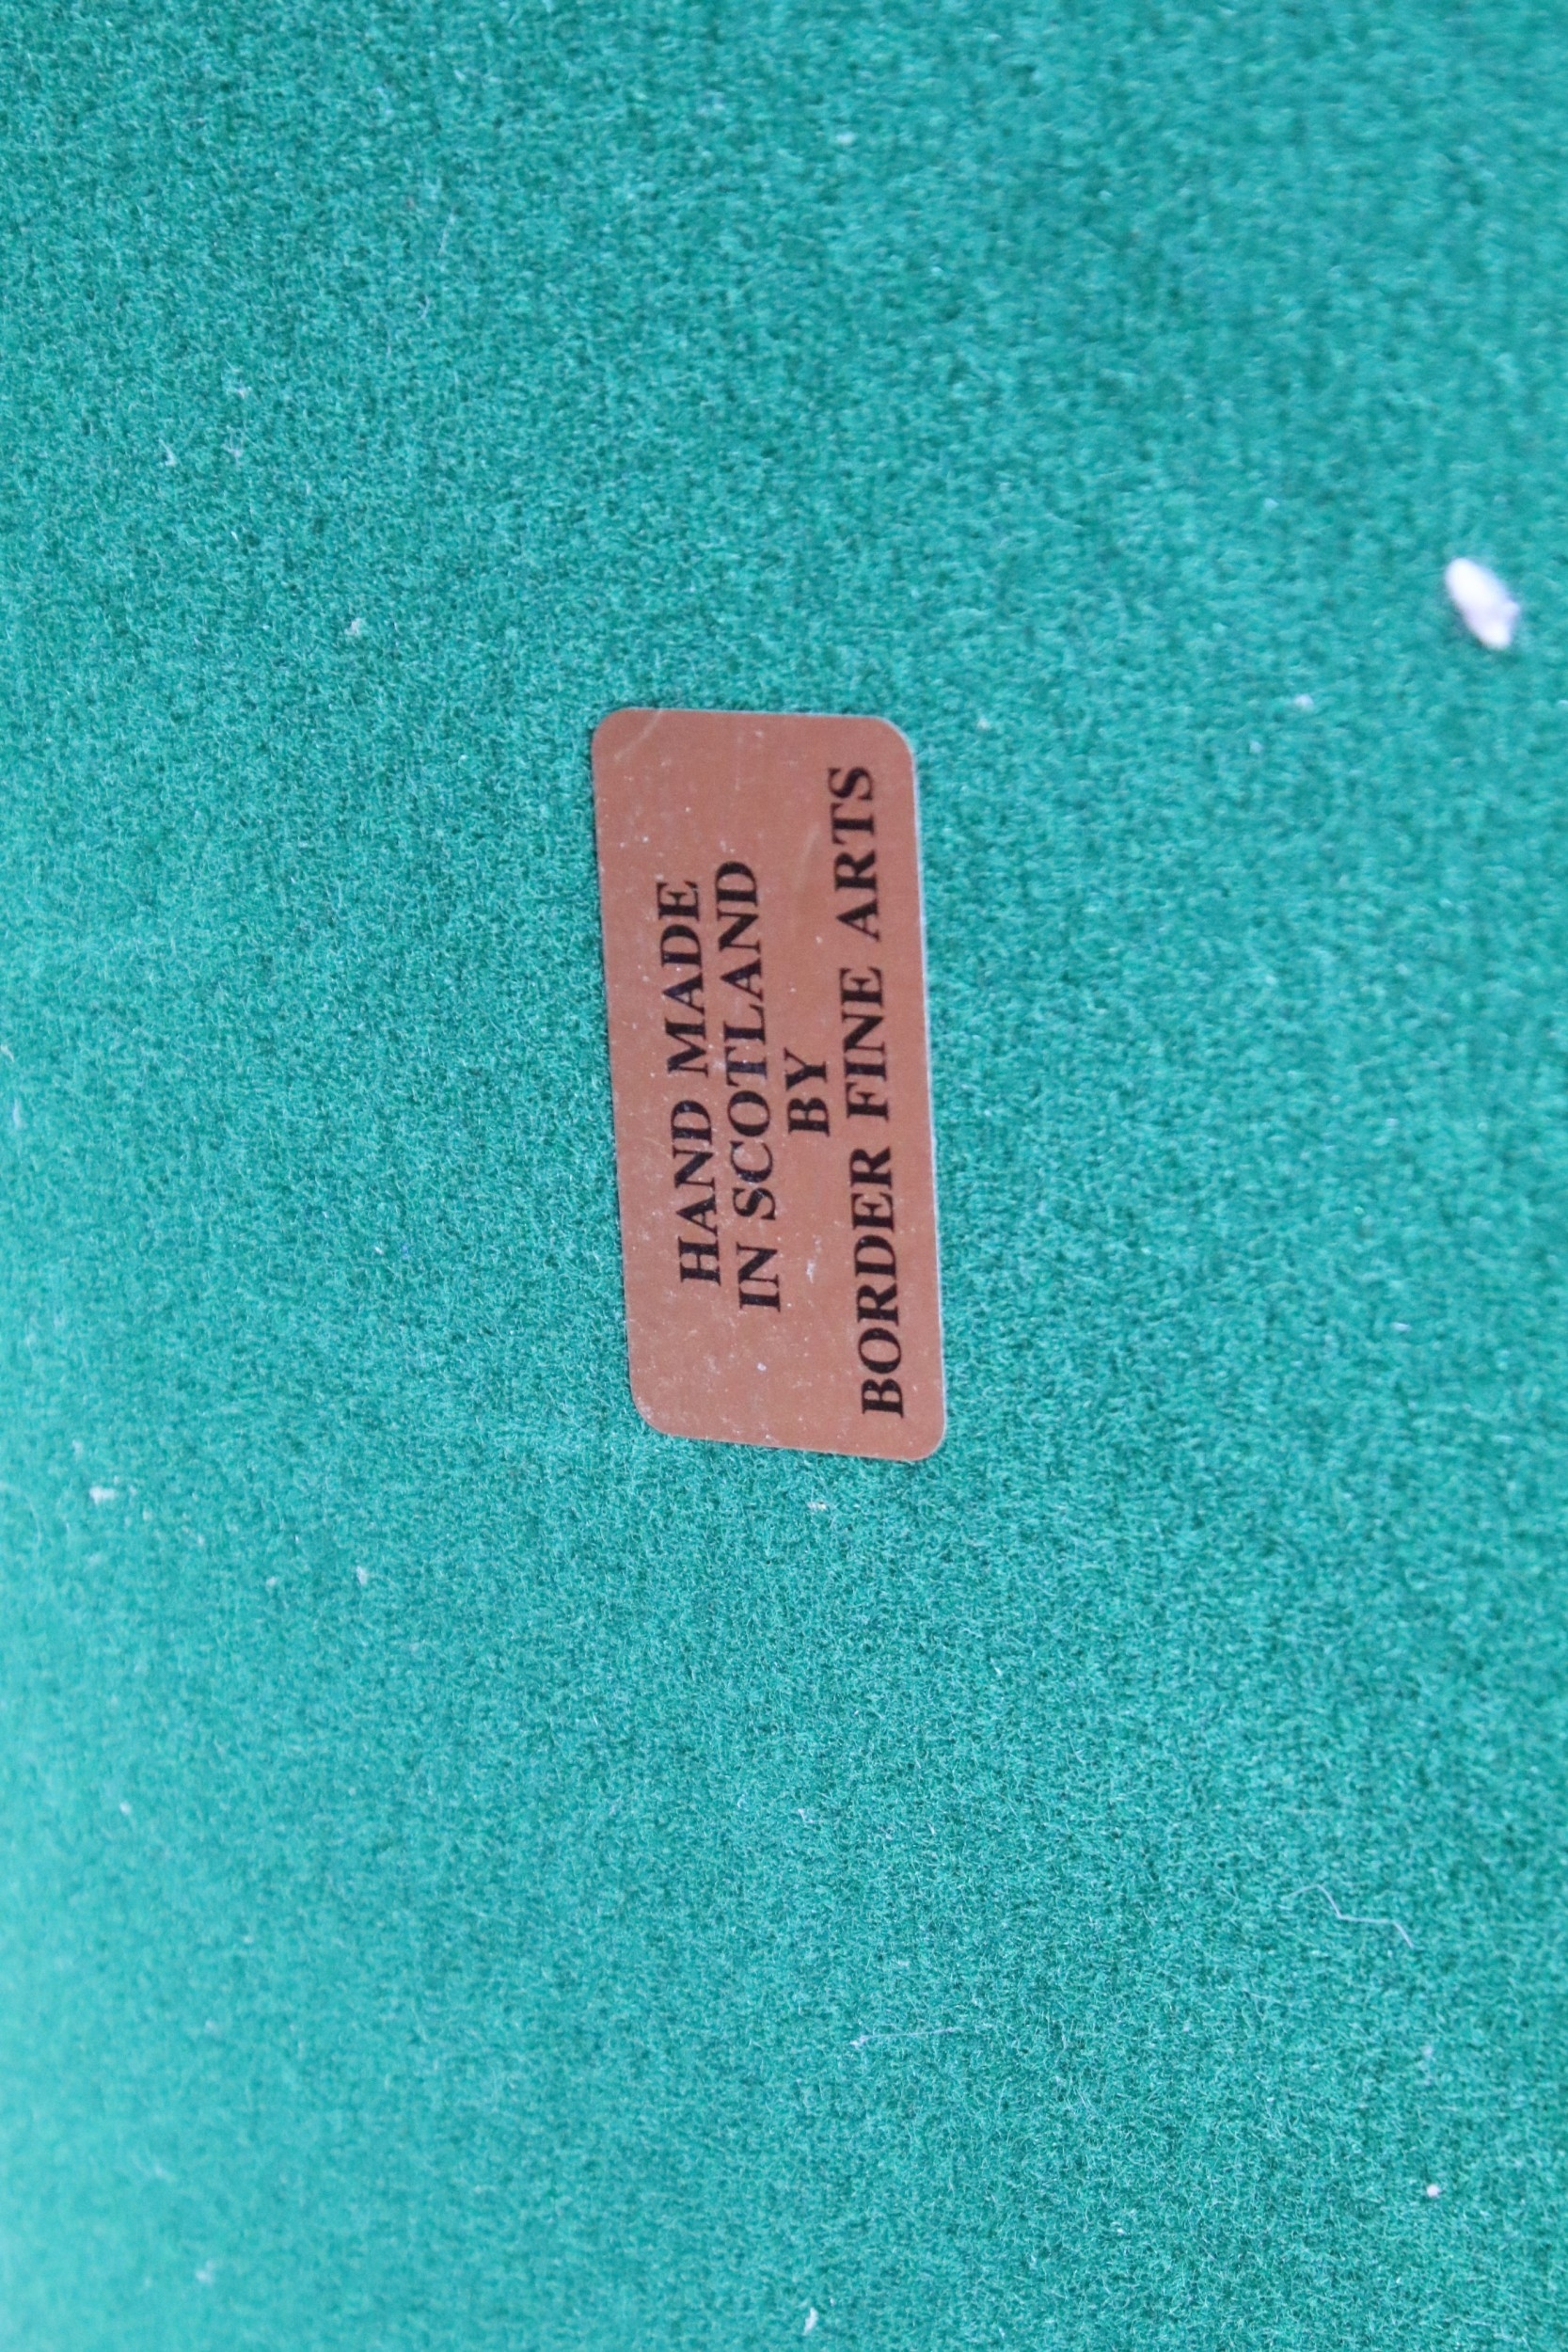 HAND MADE
IN SCOTLAND
BY
BORDER FINE ARTS